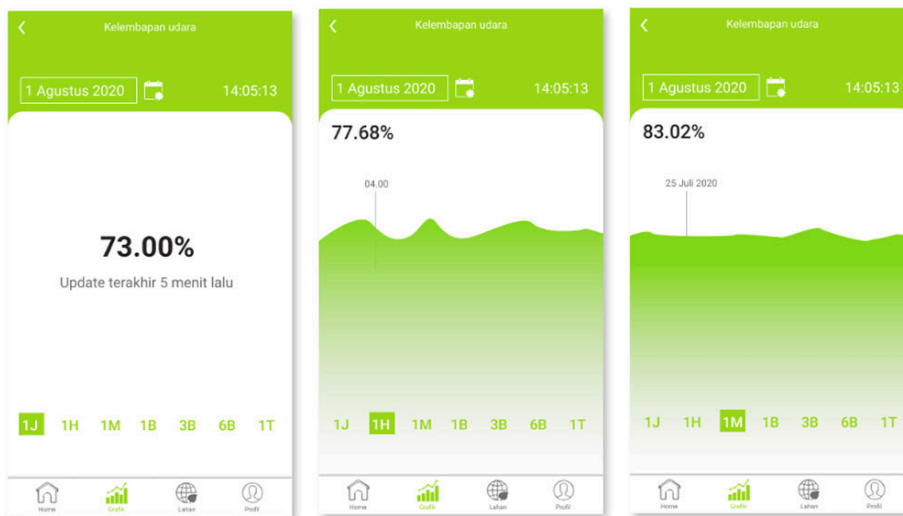 Kelembapan udara
1 Agustus 2020
14:05:13
73.00%
Update terakhir 5 menit lalu
1J 1H 1M 1B 3B 6B 1T
Home Grafik Lahan Profil
Kelembapan udara
1 Agustus 2020
14:05:13
77.68%
04.00
1J 1H 1M 1B 3B 6B 1T
Home Grafik Lahan Profil
Kelembapan udara
1 Agustus 2020
14:05:13
83.02%
25 Juli 2020
1J 1H 1M 1B 3B 6B 1T
Home Grafik Lahan Profil